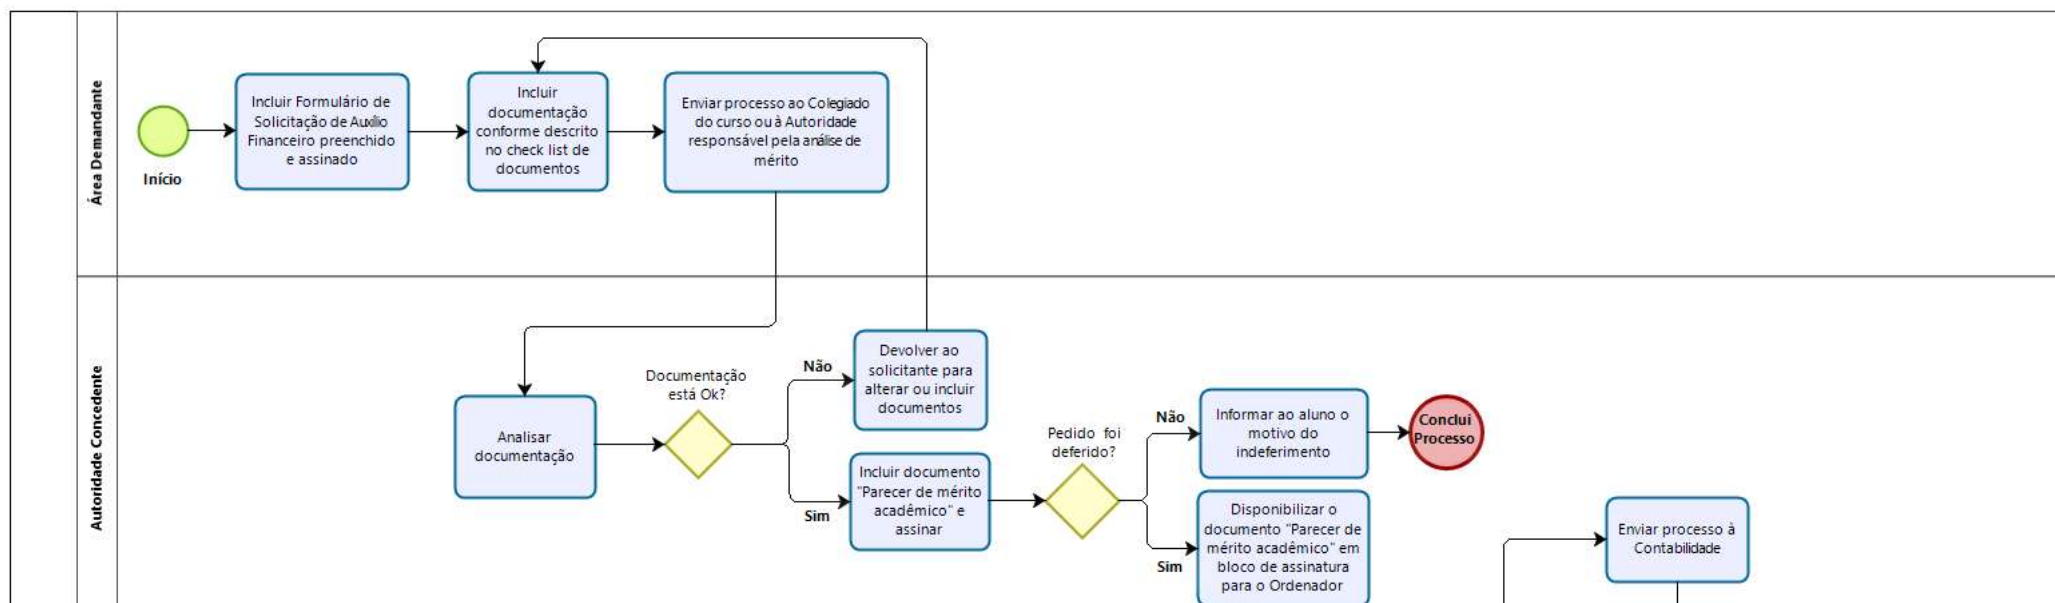 Área Demandante
Início
Incluir Formulário de
Solicitação de Auxílio
Financeiro preenchido
e assinado
Incluir
documentação
conforme descrito
no check list de
documentos
Enviar processo ao Colegiado
do curso ou à Autoridade
responsável pela análise de
mérito
Autoridade Concedente
Analisar
documentação
Documentação
está Ok?
Não
Devolver ao
solicitante para
alterar ou incluir
documentos
Sim
Incluir documento
"Parecer de mérito
acadêmico" e
assinar
Pedido foi
deferido?
Não
Informar ao aluno o
motivo do
indeferimento
Conclui
Processo
Sim
Disponibilizar o
documento "Parecer de
mérito acadêmico" em
bloco de assinatura
para o Ordenador
Enviar processo à
Contabilidade